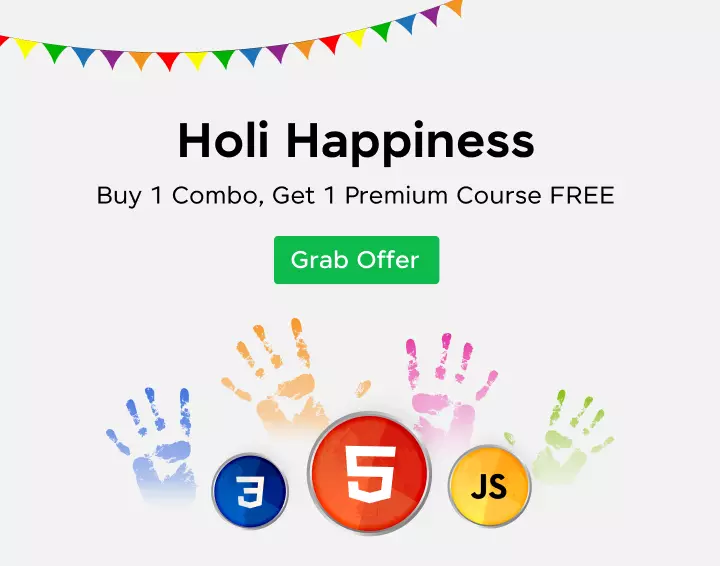 Holi Happiness
Buy 1 Combo, Get 1 Premium Course FREE
Grab Offer
3
5
JS